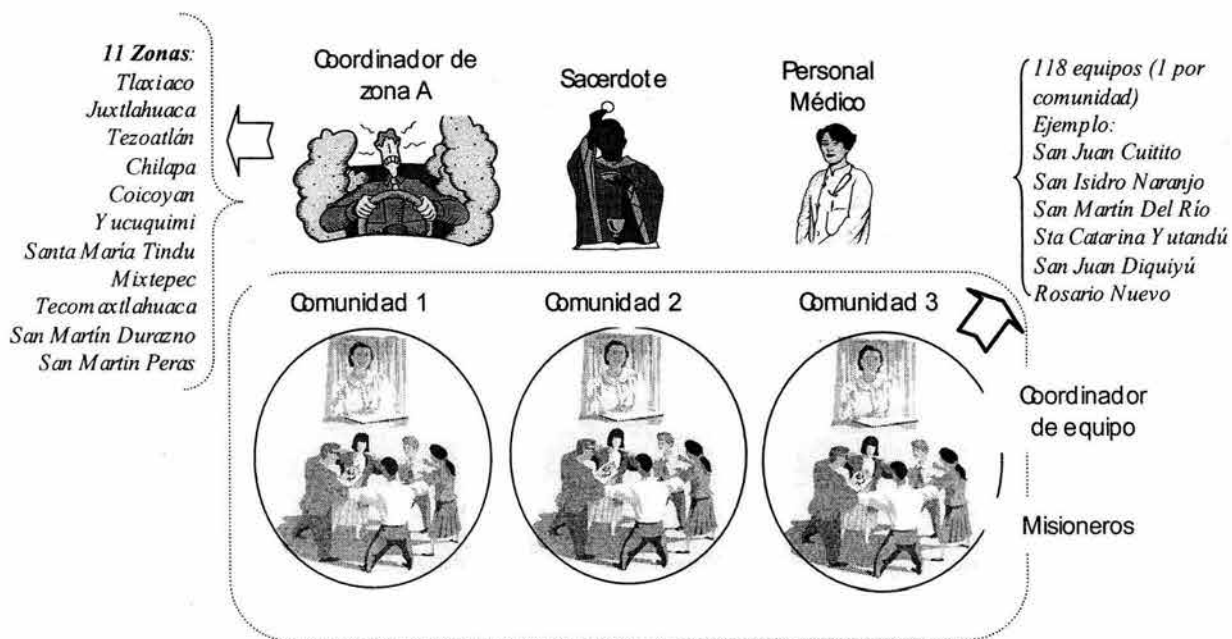 11 Zonas:
Tlaxiaco
Juxtlahuaca
Tezoatlán
Chilapa
Coicoyan
Yucuquimi
Santa María Tindu
Mixtepec
Tecomaxtlahuaca
San Martín Durazno
San Martin Peras
Coordinador de
zona A
Sacerdote
Personal
Médico
118 equipos (1 por
comunidad)
Ejemplo:
San Juan Cuitito
San Isidro Naranjo
San Martín Del Río
Sta Catarina Yutandú
San Juan Diquiyú
Rosario Nuevo
Comunidad 1
Comunidad 2
Comunidad 3
Coordinador
de equipo
Misioneros